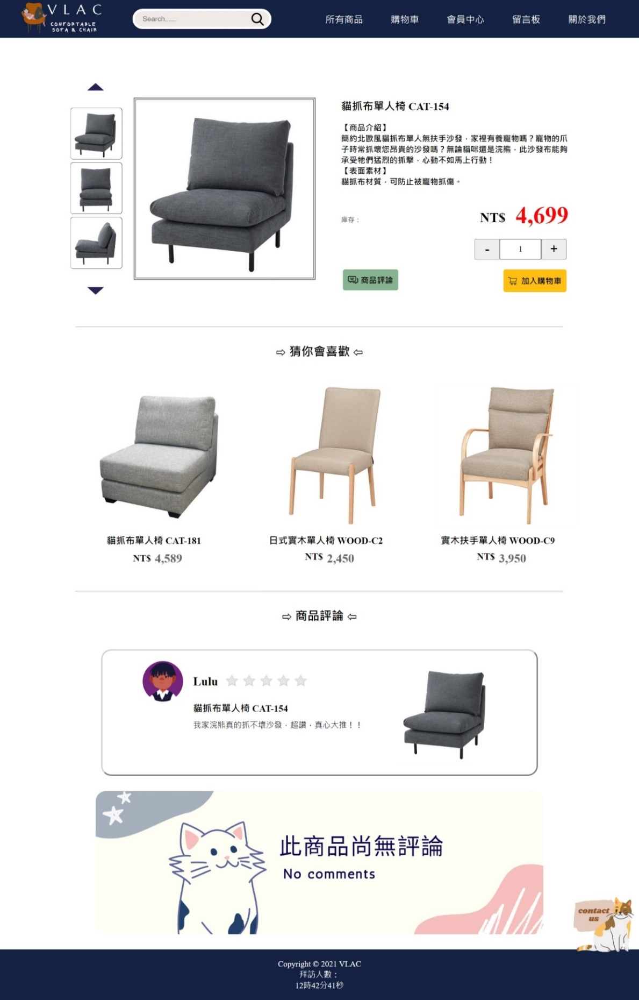 VLAC
CONFORTABLE
SOFA & CHAIR
Search......
所有商品
購物車
會員中心
留言板
關於我們
貓抓布單人椅 CAT-154
【商品介紹】
簡約北歐風貓抓布單人無扶手沙發，家裡有養寵物嗎？寵物的爪
子時常抓壞您昂貴的沙發嗎？無論貓咪還是浣熊，此沙發布能夠
承受牠們猛烈的抓擊，心動不如馬上行動！
【表面素材】
貓抓布材質，可防止被寵物抓傷。
庫存：
NT$ 4,699
- 1 +
商品評論
加入購物車
⇨ 猜你會喜歡 ⇦
貓抓布單人椅 CAT-181
NT$ 4,589
日式實木單人椅 WOOD-C2
NT$ 2,450
實木扶手單人椅 WOOD-C9
NT$ 3,950
⇨ 商品評論 ⇦
Lulu
貓抓布單人椅 CAT-154
我家浣熊真的抓不壞沙發，超讚，真心大推！！
此商品尚無評論
No comments
contact
us
Copyright © 2021 VLAC
拜訪人數：
12時42分41秒